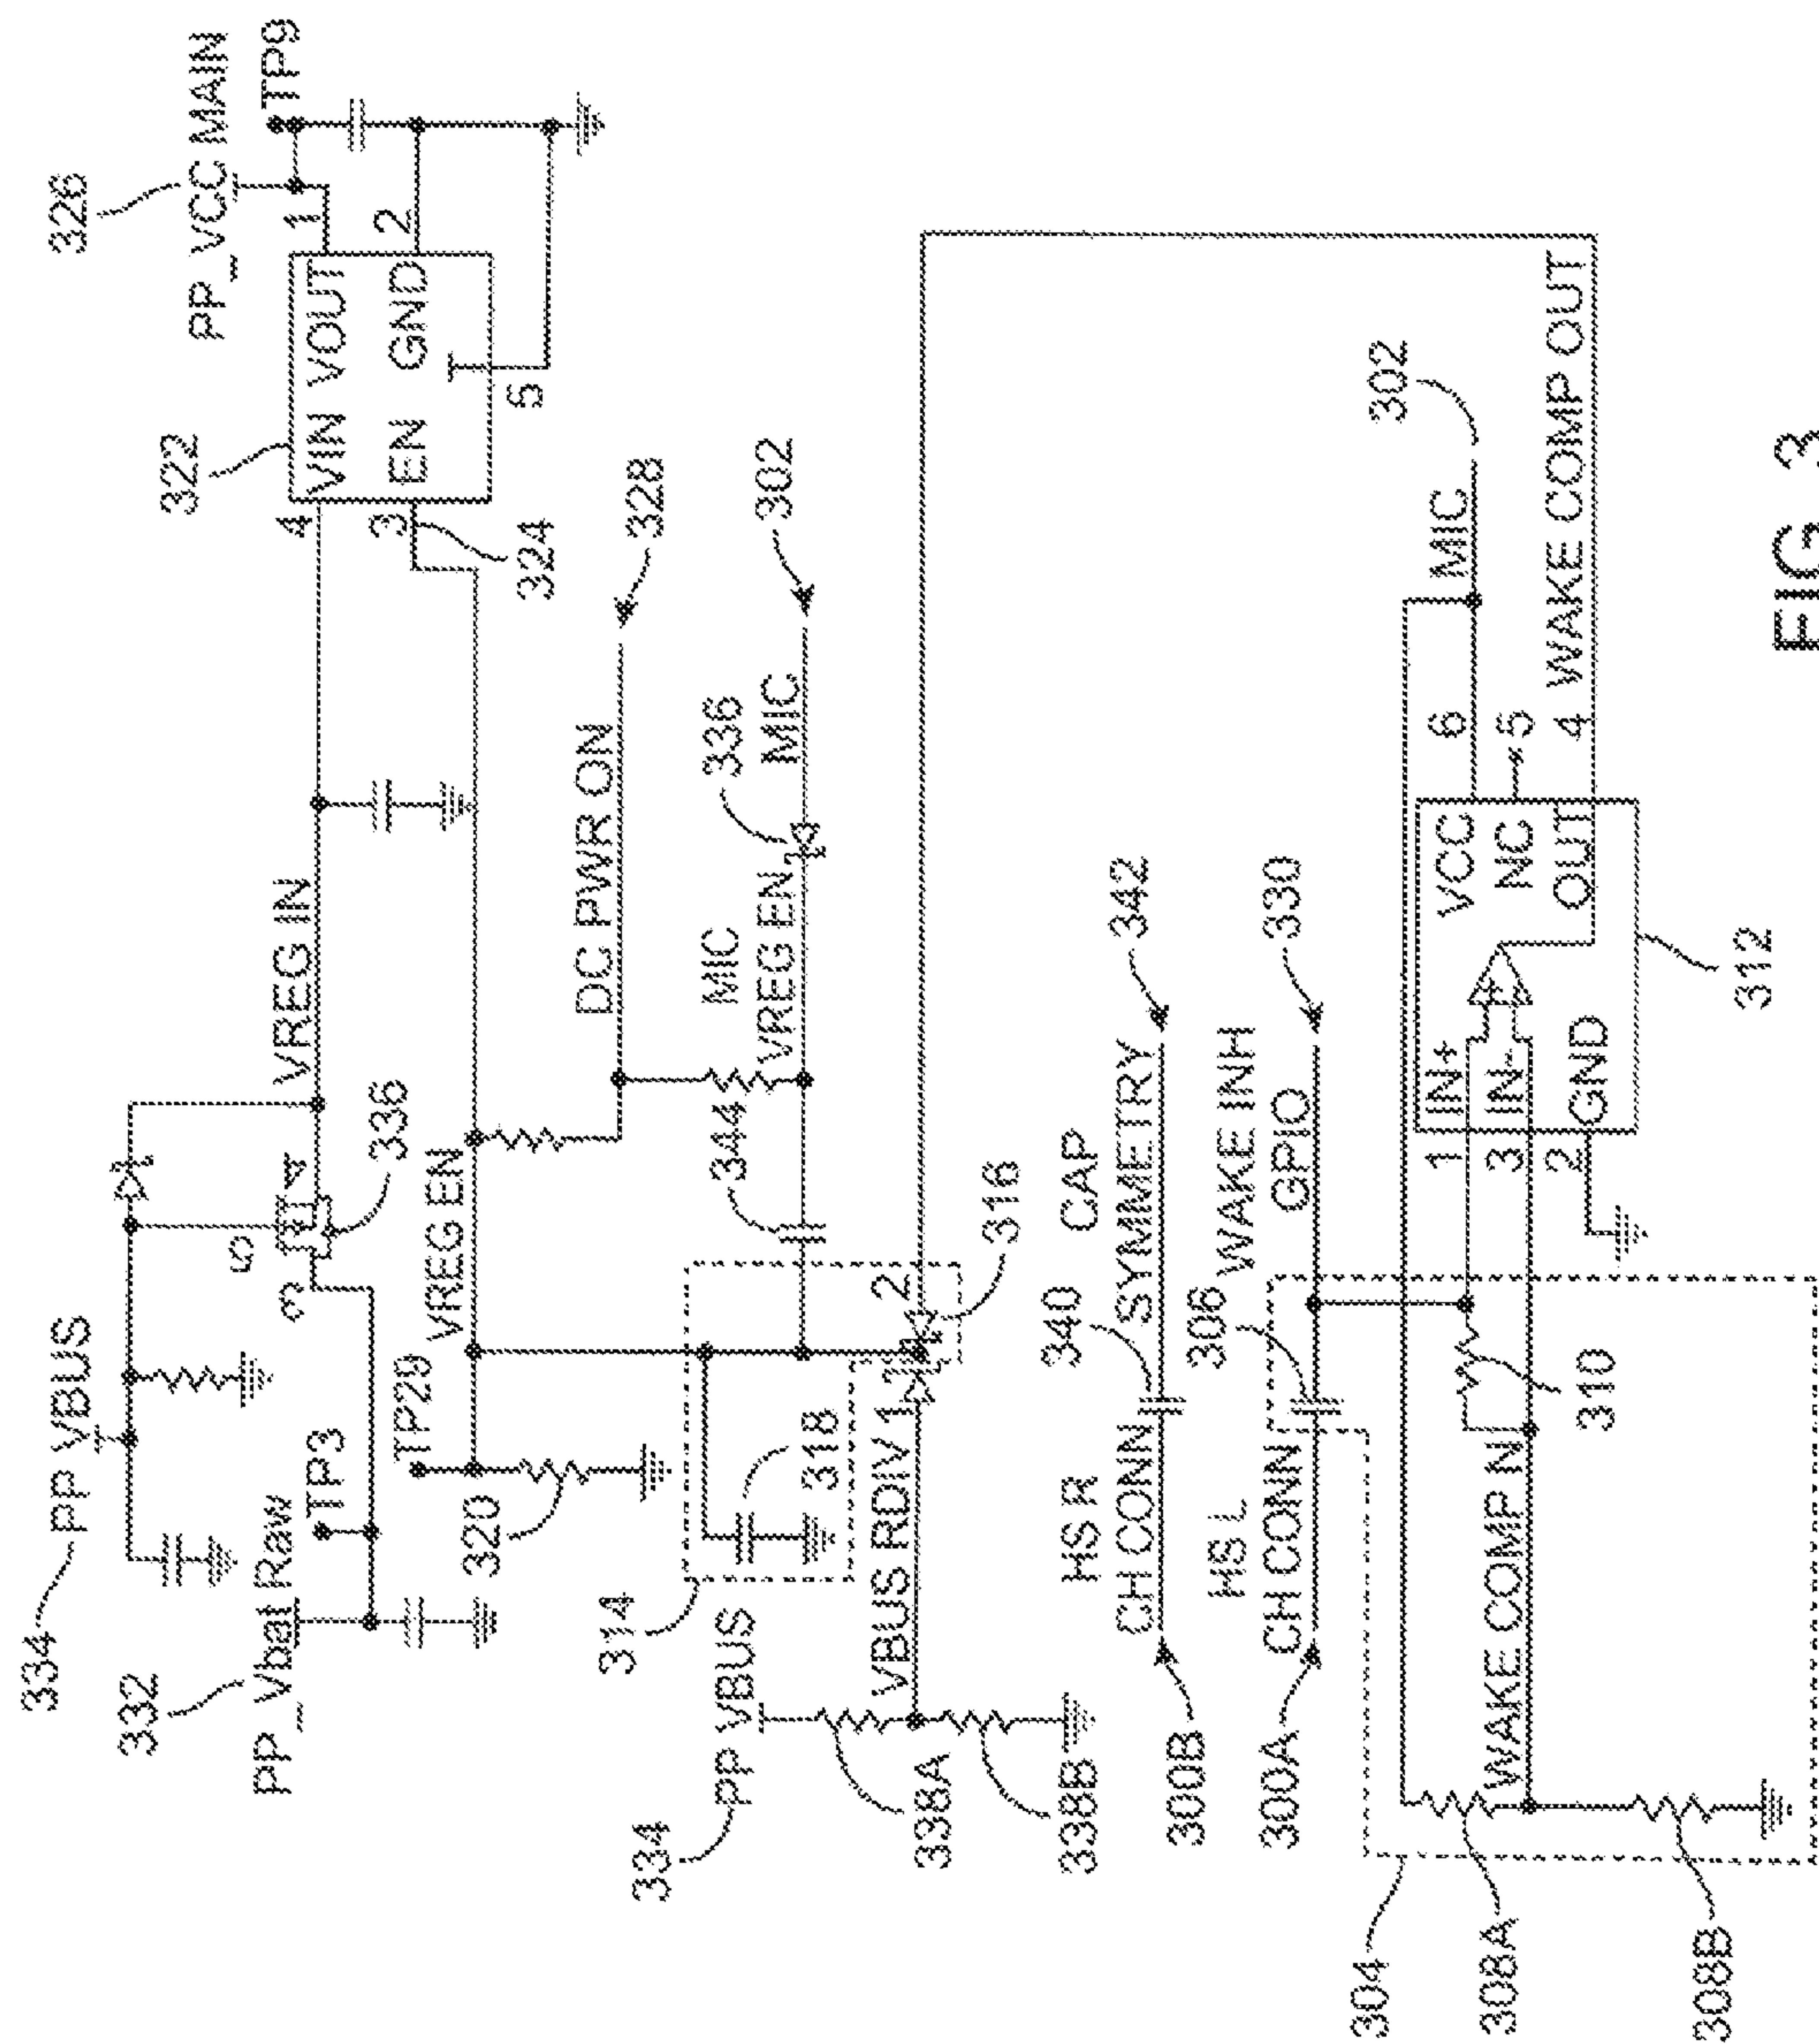 326
PP_VCC MAIN
TP9
322
VIN VOUT
EN GND
1
2
4
3
5
324
334
PP VBUS
332
PP_Vbat Raw
TP3
3
G
336
VREG IN
VREG EN
TP29
320
DC PWR ON
328
MIC
VREG EN
336
MIC
302
344
314
318
2
1
316
334
PP VBUS
VBUS RDIV
338A
338B
HS R
CH CONN
340
CAP
SYMMETRY
342
300B
HS L
CH CONN
306
WAKE INH
GPIO
330
300A
304
308A
308B
WAKE COMP N
310
1
3
2
IN+
IN-
GND
VCC
NC
OUT
6
5
4
312
MIC
302
WAKE COMP OUT
FIG. 3